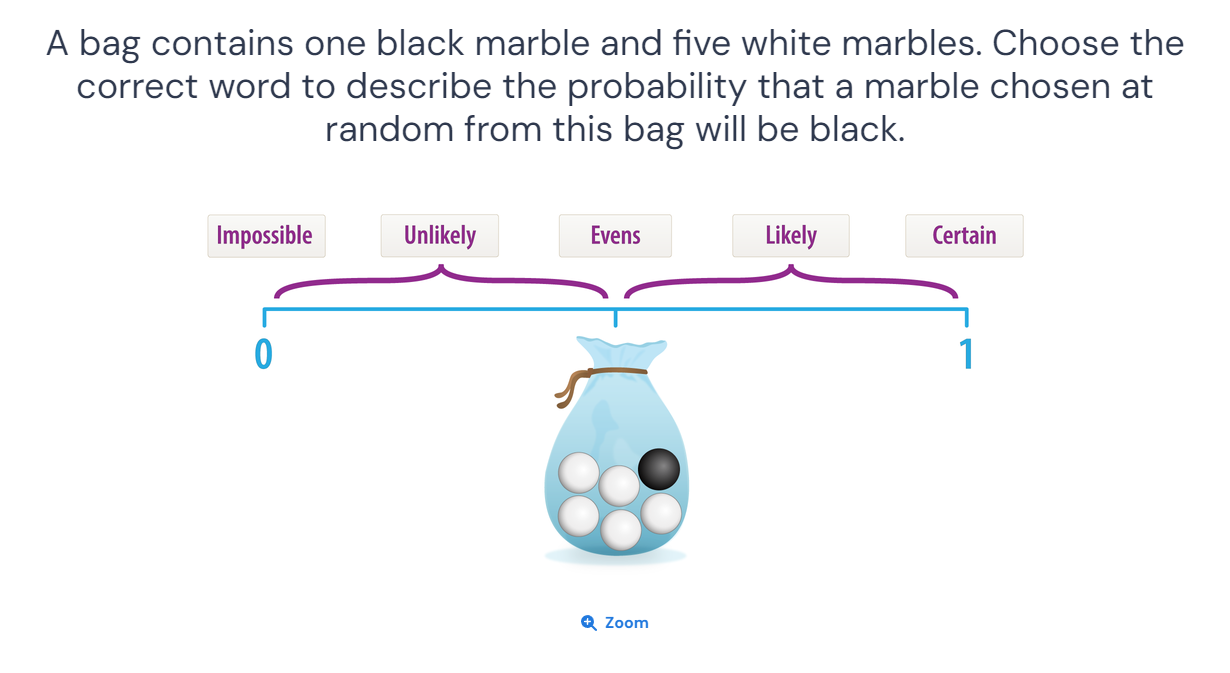 A bag contains one black marble and five white marbles. Choose the
correct word to describe the probability that a marble chosen at
random from this bag will be black.
Impossible Unlikely Evens Likely Certain
0 1
Zoom